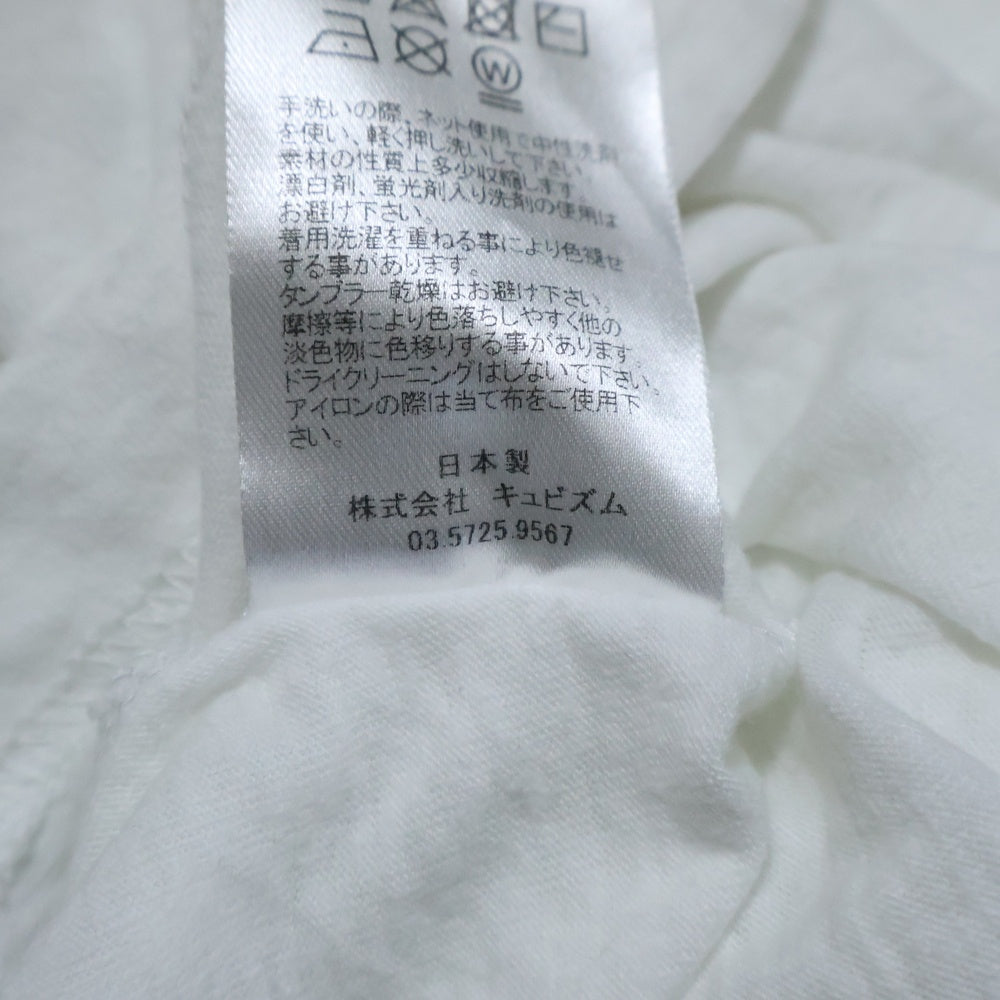 W
手洗いの際、ネット使用で中性洗剤
を使い、軽く押し洗いして下さい。
素材の性質上多少収縮します。
漂白剤、蛍光剤入り洗剤の使用は
お避け下さい。
着用洗濯を重ねる事により色褪せ
する事があります。
タンブラー乾燥はお避け下さい。
摩擦等により色落ちしやすく他の
淡色物に色移りする事があります。
ドライクリーニングはしないで下さい。
アイロンの際は当て布をご使用下
さい。
日本製
株式会社 キュビズム
03.5725.9567